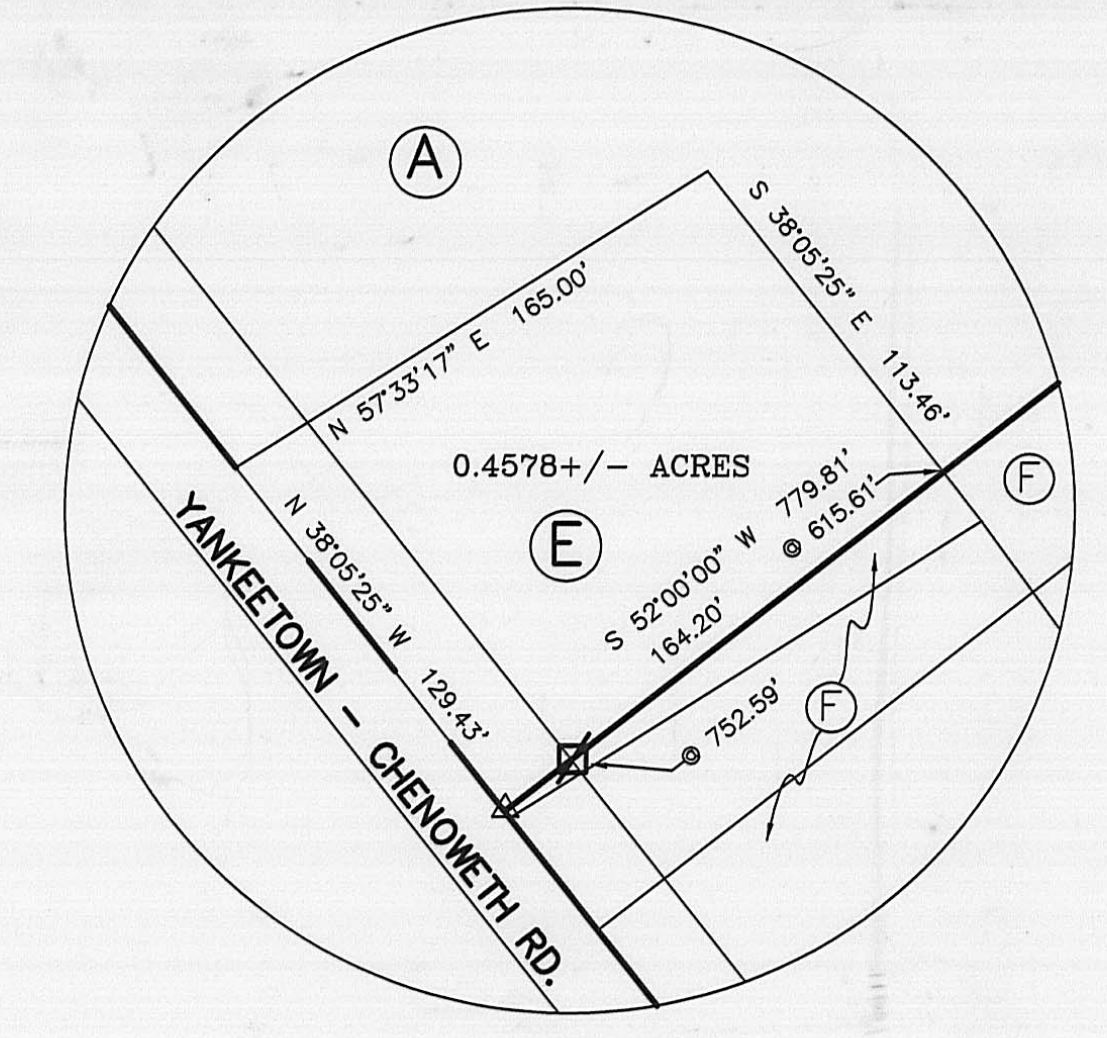 A
S 38°05'25" E 113.46'
N 57°33'17" E 165.00'
0.4578+/- ACRES
E
F
S 52°00'00" W 779.81'
◎ 615.61'
164.20'
N 38°05'25" W 129.43'
YANKEETOWN - CHENOWETH RD.
F
◎ 752.59'